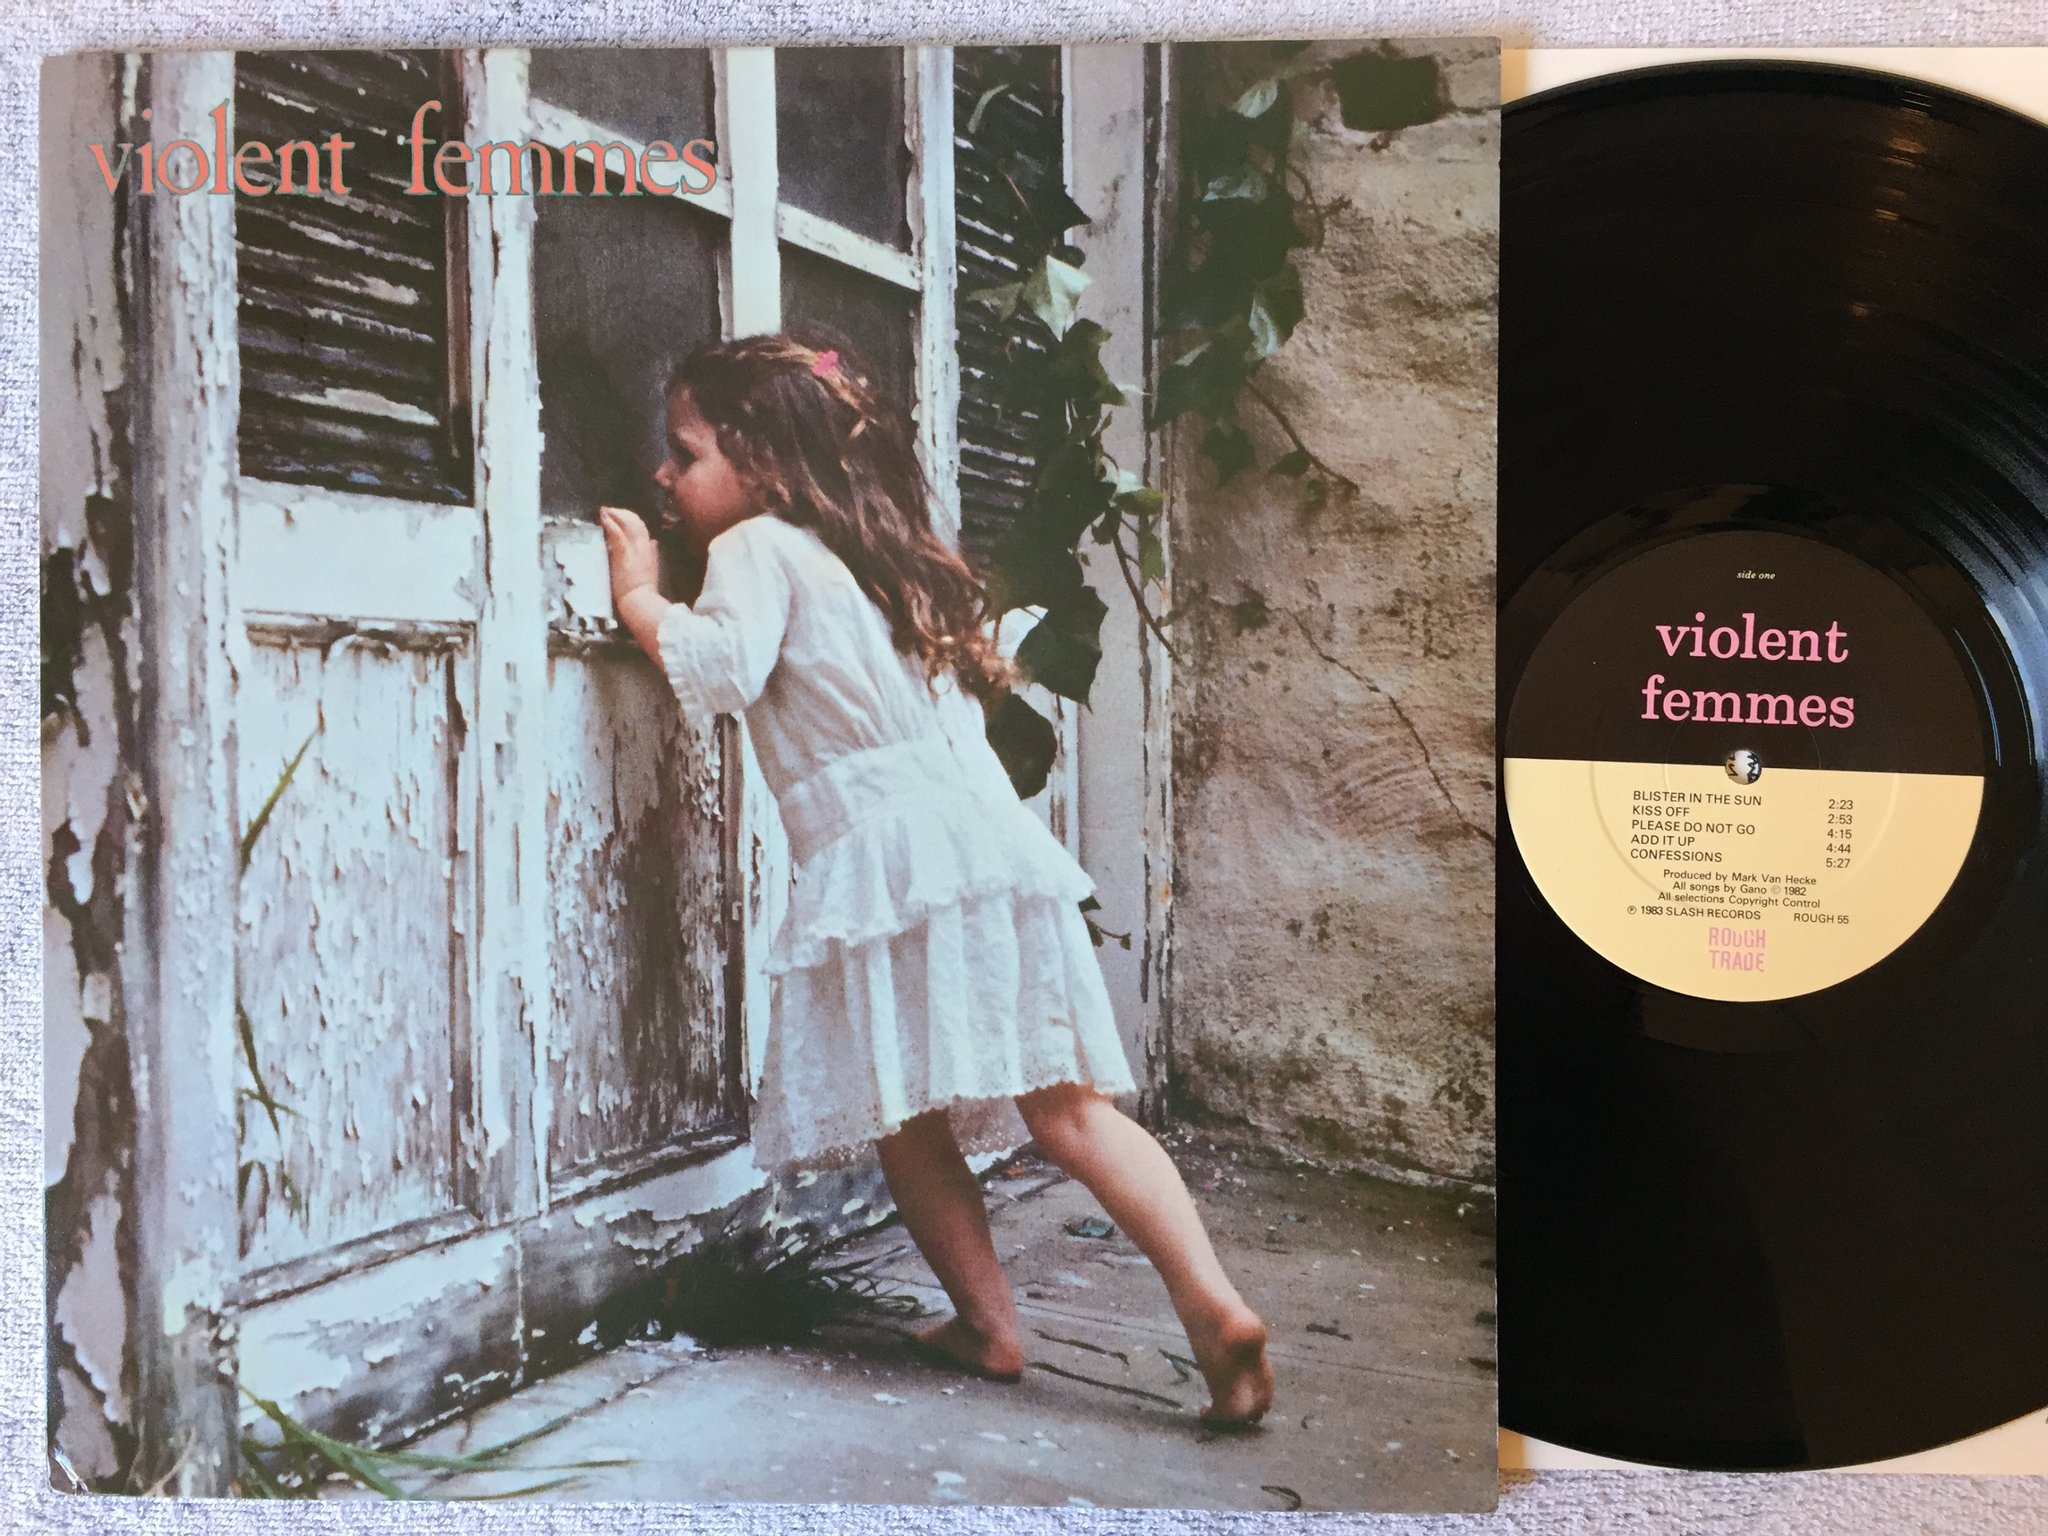 violent femmes
side one
violent
femmes
BLISTER IN THE SUN 2:23
KISS OFF 2:53
PLEASE DO NOT GO 4:15
ADD IT UP 4:44
CONFESSIONS 5:27
Produced by Mark Van Hecke
All songs by Gano © 1982
All selections Copyright Control
℗ 1983 SLASH RECORDS ROUGH 55
ROUGH
TRADE